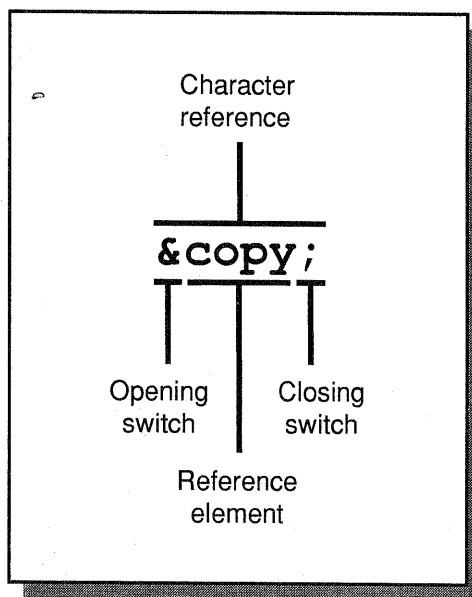 Character
reference
&copy;
Opening
switch
Closing
switch
Reference
element